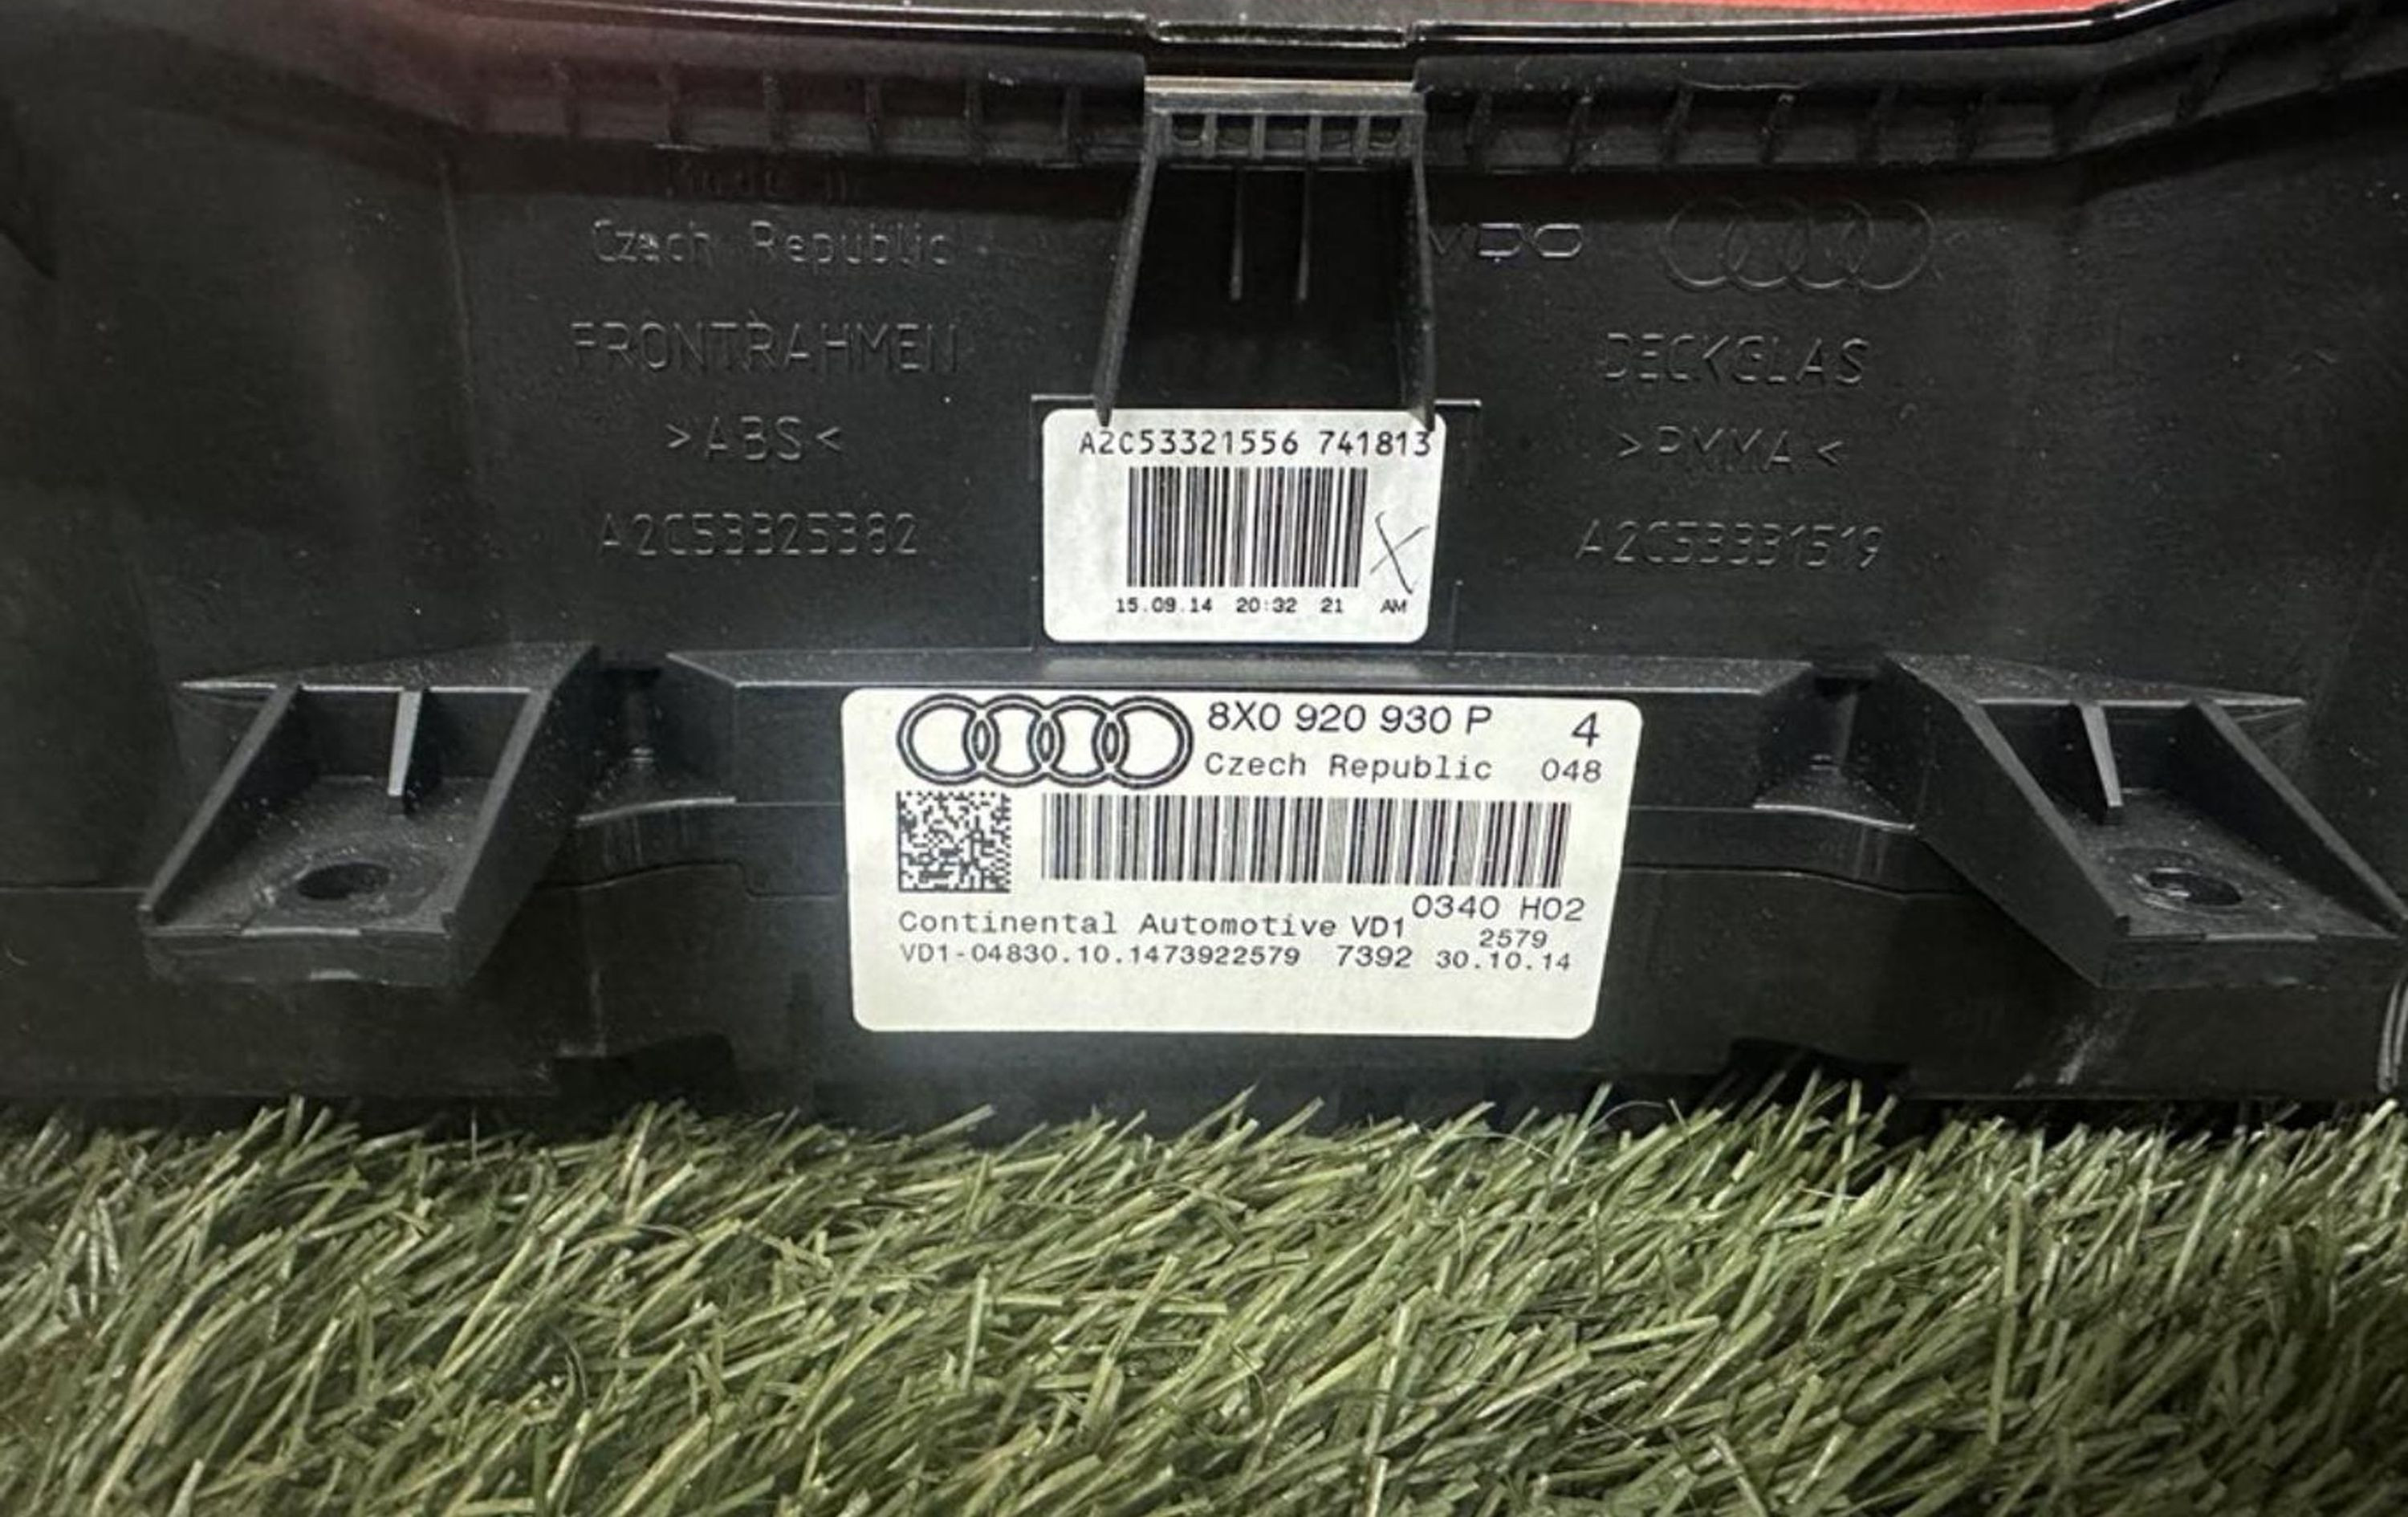 Czech Republic
FRONTRAHMEN
>ABS<
A2C53325382
VDO
DECKGLAS
>PMMA<
A2C53331519
A2C53321556 741813
15.09.14 20:32 21 AM
8X0 920 930 P 4
Czech Republic 048
0340 H02
Continental Automotive VD1
2579
VD1-04830.10.1473922579 7392 30.10.14